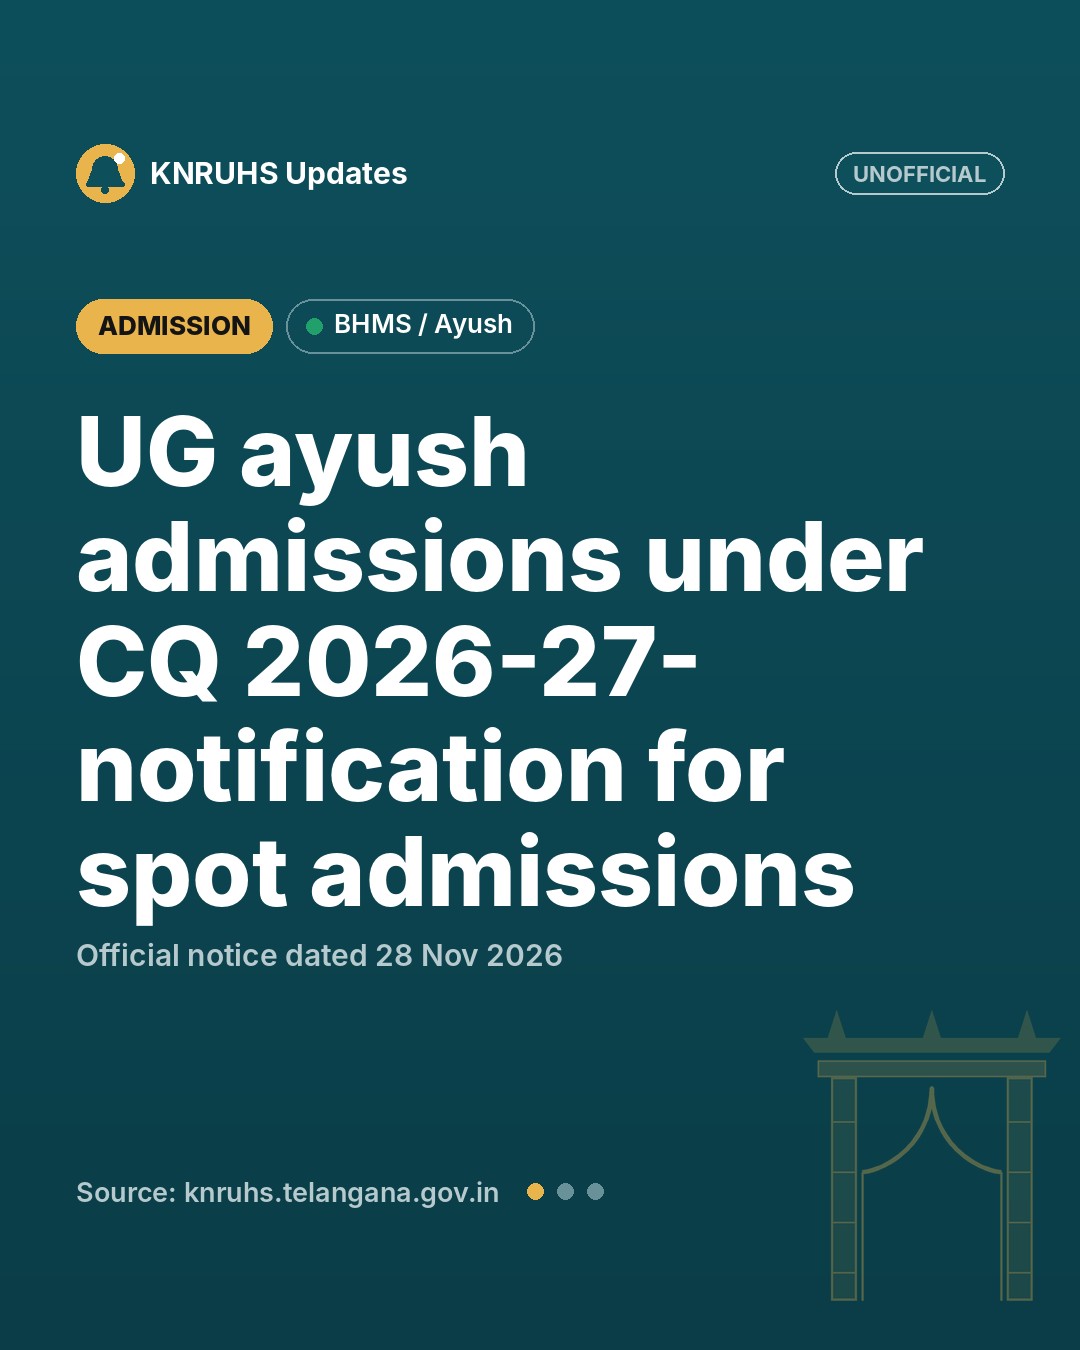 KNRUHS Updates
UNOFFICIAL
ADMISSION
BHMS / Ayush
UG ayush
admissions under
CQ 2026-27-
notification for
spot admissions
Official notice dated 28 Nov 2026
Source: knruhs.telangana.gov.in